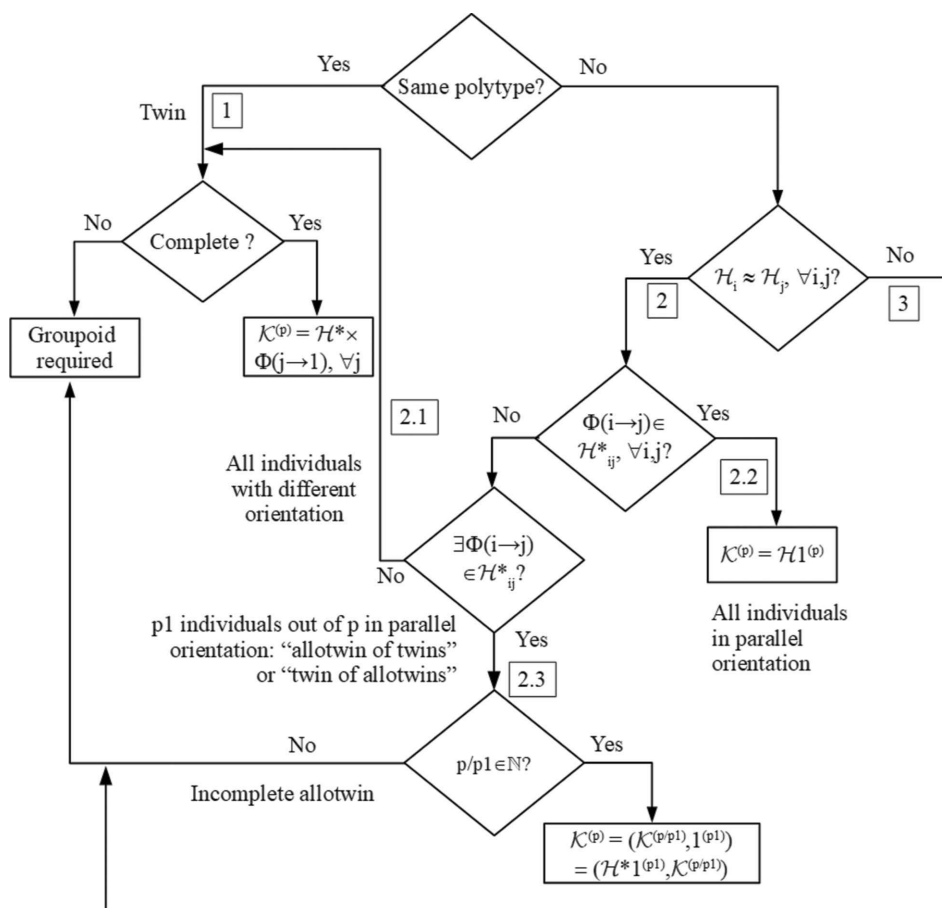 Yes
No
Same polytype?
Twin
1
No
Yes
Complete ?
Yes
No
ℋᵢ ≈ ℋⱼ, ∀i,j?
2
3
Groupoid
required
𝒦⁽ᵖ⁾ = ℋ* ×
Φ(j→1), ∀j
No
Yes
Φ(i→j)∈
ℋ*ᵢⱼ, ∀i,j?
2.1
2.2
All individuals
with different
orientation
∃Φ(i→j)
∈ℋ*ᵢⱼ?
No
𝒦⁽ᵖ⁾ = ℋ1⁽ᵖ⁾
All individuals
in parallel
orientation
p1 individuals out of p in parallel
orientation: “allotwin of twins”
or “twin of allotwins”
Yes
2.3
No
Yes
p/p1∈ℕ?
Incomplete allotwin
𝒦⁽ᵖ⁾ = (𝒦⁽ᵖ/ᵖ¹⁾,1⁽ᵖ¹⁾)
= (ℋ*1⁽ᵖ¹⁾,𝒦⁽ᵖ/ᵖ¹⁾)